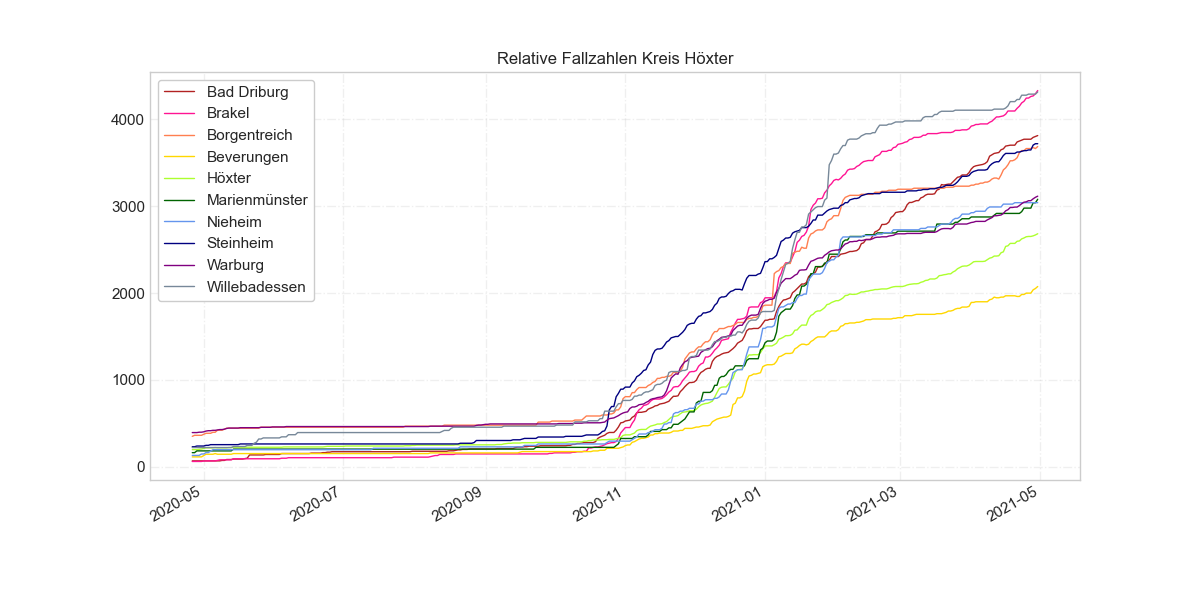 Relative Fallzahlen Kreis Höxter
Bad Driburg
Brakel
Borgentreich
Beverungen
Höxter
Marienmünster
Nieheim
Steinheim
Warburg
Willebadessen
4000
3000
2000
1000
0
2020-05
2020-07
2020-09
2020-11
2021-01
2021-03
2021-05